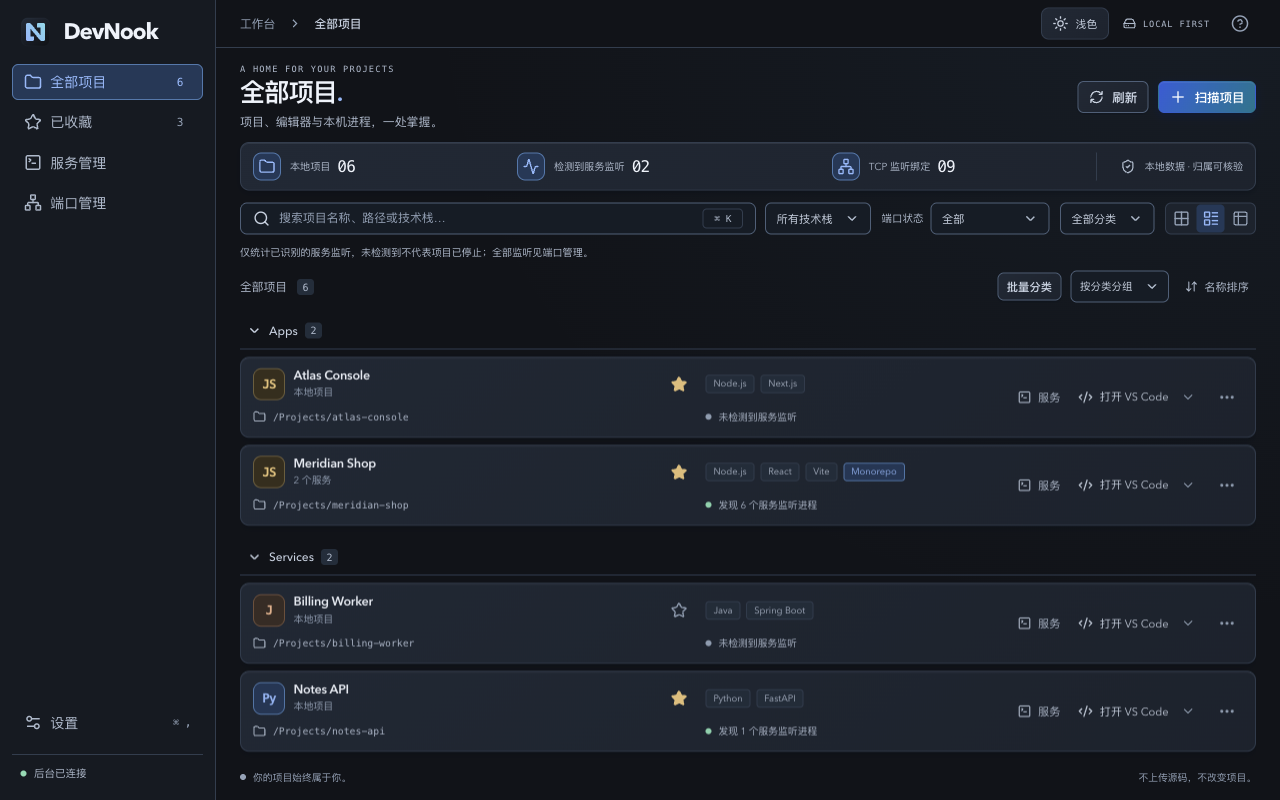 DevNook
全部项目 6
已收藏 3
服务管理
端口管理
设置 ⌘ ,
后台已连接
工作台 > 全部项目
浅色
LOCAL FIRST
A HOME FOR YOUR PROJECTS
全部项目.
项目、编辑器与本机进程，一处掌握。
刷新
扫描项目
本地项目 06
检测到服务监听 02
TCP 监听绑定 09
本地数据 · 归属可核验
搜索项目名称、路径或技术栈… ⌘ K
所有技术栈
端口状态 全部
全部分类
仅统计已识别的服务监听，未检测到不代表项目已停止；全部监听见端口管理。
全部项目 6
批量分类
按分类分组
名称排序
Apps 2
JS Atlas Console
本地项目
/Projects/atlas-console
Node.js Next.js
未检测到服务监听
服务 打开 VS Code
JS Meridian Shop
2 个服务
/Projects/meridian-shop
Node.js React Vite Monorepo
发现 6 个服务监听进程
服务 打开 VS Code
Services 2
J Billing Worker
本地项目
/Projects/billing-worker
Java Spring Boot
未检测到服务监听
服务 打开 VS Code
Py Notes API
本地项目
/Projects/notes-api
Python FastAPI
发现 1 个服务监听进程
服务 打开 VS Code
你的项目始终属于你。
不上传源码，不改变项目。